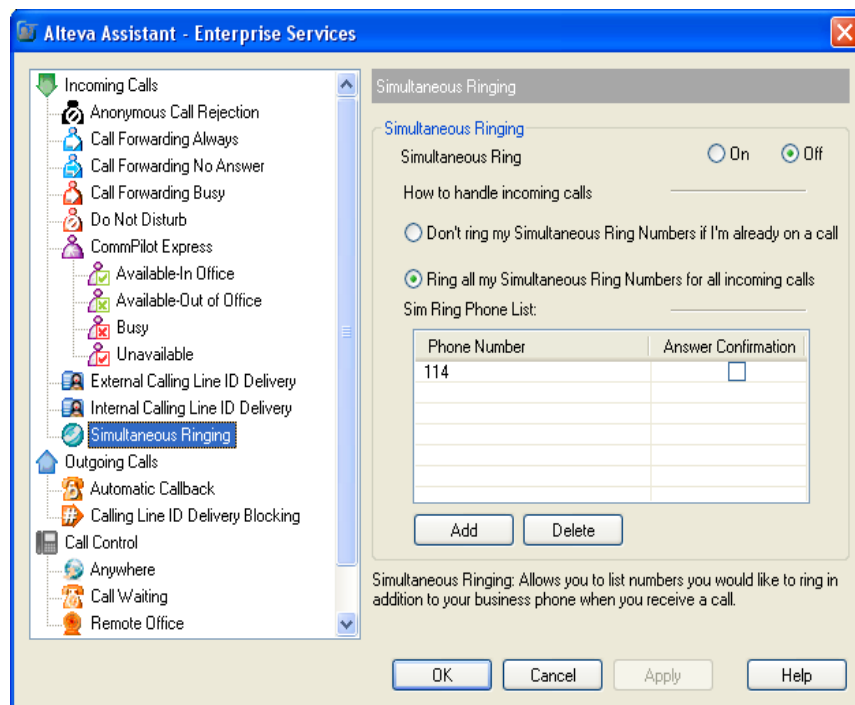 Alteva Assistant - Enterprise Services
Incoming Calls
Anonymous Call Rejection
Call Forwarding Always
Call Forwarding No Answer
Call Forwarding Busy
Do Not Disturb
CommPilot Express
Available-In Office
Available-Out of Office
Busy
Unavailable
External Calling Line ID Delivery
Internal Calling Line ID Delivery
Simultaneous Ringing
Outgoing Calls
Automatic Callback
Calling Line ID Delivery Blocking
Call Control
Anywhere
Call Waiting
Remote Office
Simultaneous Ringing
Simultaneous Ringing
Simultaneous Ring On Off
How to handle incoming calls
Don't ring my Simultaneous Ring Numbers if I'm already on a call
Ring all my Simultaneous Ring Numbers for all incoming calls
Sim Ring Phone List:
Phone Number Answer Confirmation
114
Add Delete
Simultaneous Ringing: Allows you to list numbers you would like to ring in
addition to your business phone when you receive a call.
OK Cancel Apply Help